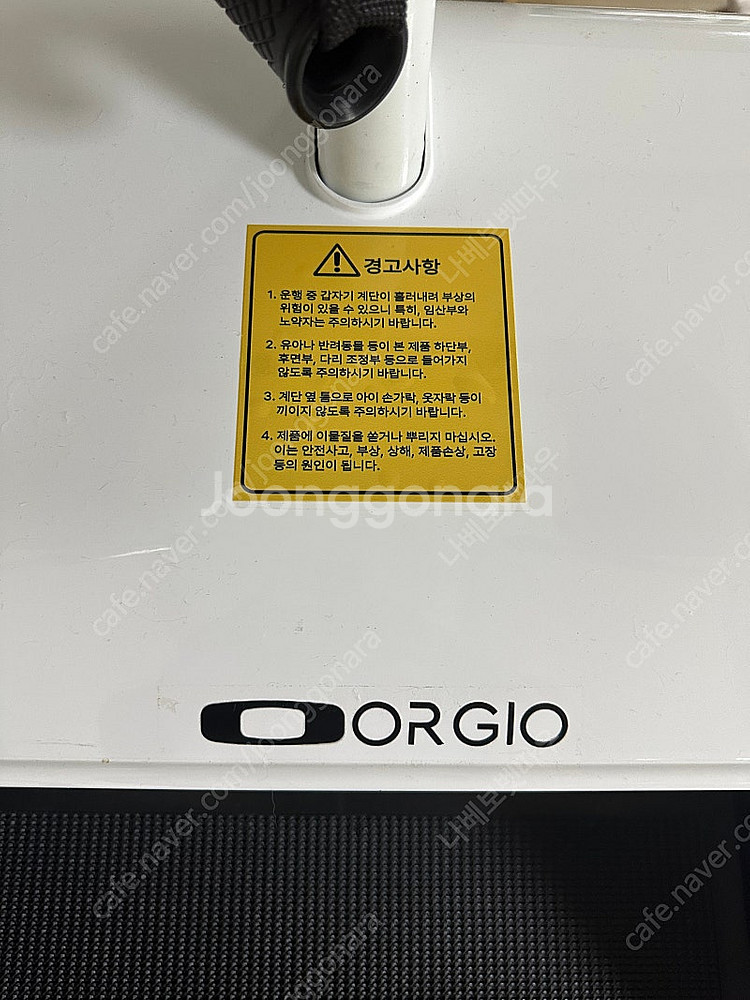 경고사항
1. 운행 중 갑자기 계단이 흘러내려 부상의
위험이 있을 수 있으니 특히, 임산부와
노약자는 주의하시기 바랍니다.
2. 유아나 반려동물 등이 본 제품 하단부,
후면부, 다리 조정부 등으로 들어가지
않도록 주의하시기 바랍니다.
3. 계단 옆 틈으로 아이 손가락, 옷자락 등이
끼이지 않도록 주의하시기 바랍니다.
4. 제품에 이물질을 쏟거나 뿌리지 마십시오.
이는 안전사고, 부상, 상해, 제품손상, 고장
등의 원인이 됩니다.
Joonggonara
ORGIO
cafe.naver.com/joonggonara